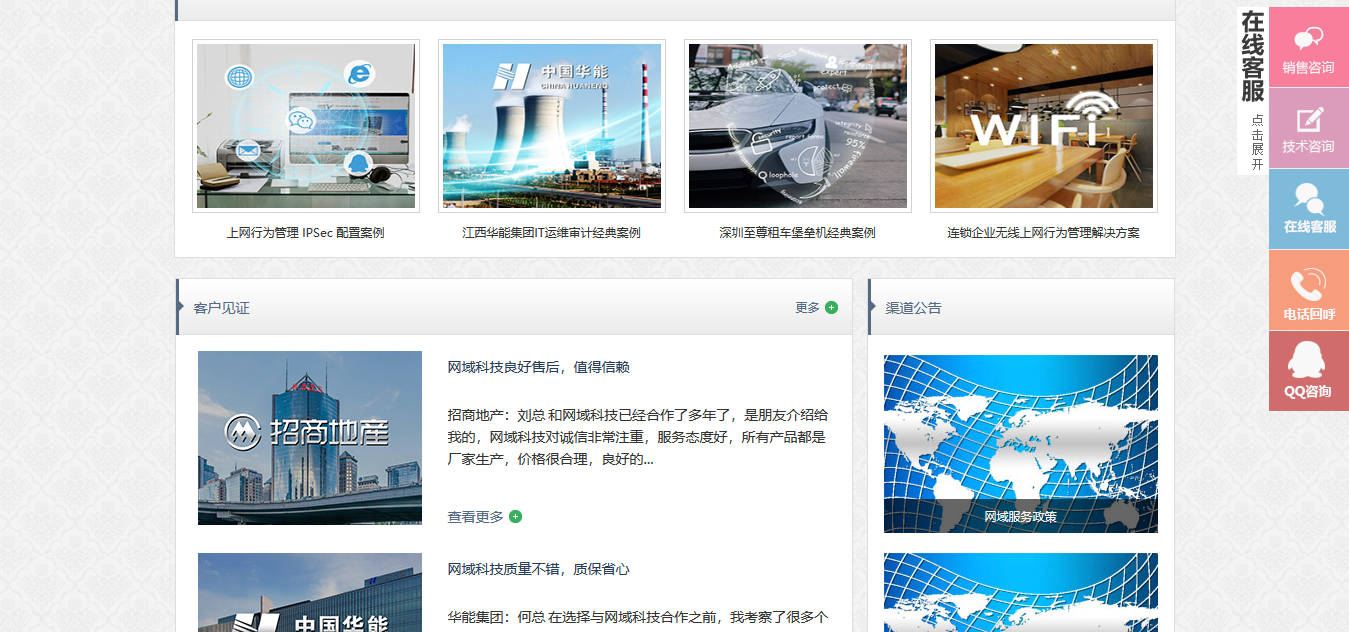 中国华能
CHINA HUANENG
Address
SaaS
Expert
protect
security
report forms
integrity
reinforce
95%
firewall
loophole
WIFI
上网行为管理 IPSec 配置案例
江西华能集团IT运维审计经典案例
深圳至尊租车堡垒机经典案例
连锁企业无线上网行为管理解决方案
客户见证
更多
招商地产
网域科技良好售后，值得信赖
招商地产：刘总 和网域科技已经合作了多年了，是朋友介绍给
我的，网域科技对诚信非常注重，服务态度好，所有产品都是
厂家生产，价格很合理，良好的...
查看更多
中国华能
网域科技质量不错，质保省心
华能集团：何总 在选择与网域科技合作之前，我考察了很多个
渠道公告
网域服务政策
在线客服
点击展开
销售咨询
技术咨询
在线客服
电话回呼
QQ咨询